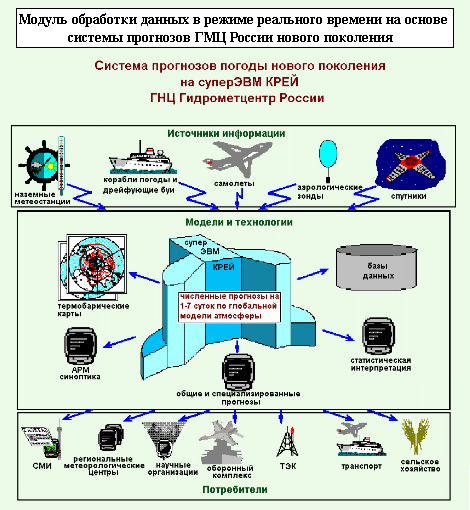 Модуль обработки данных в режиме реального времени на основе
системы прогнозов ГМЦ России нового поколения
Система прогнозов погоды нового поколения
на суперЭВМ КРЕЙ
ГНЦ Гидрометцентр России
Источники информации
наземные
метеостанции
корабли погоды и
дрейфующие буи
самолеты
аэрологические
зонды
спутники
Модели и технологии
супер
ЭВМ
КРЕЙ
базы
данных
численные прогнозы на
1-7 суток по глобальной
модели атмосферы
термобарические
карты
АРМ
синоптика
статистическая
интерпретация
общие и специализированные
прогнозы
СМИ
региональные
метеорологические
центры
научные
организации
оборонный
комплекс
ТЭК
транспорт
сельское
хозяйство
Потребители